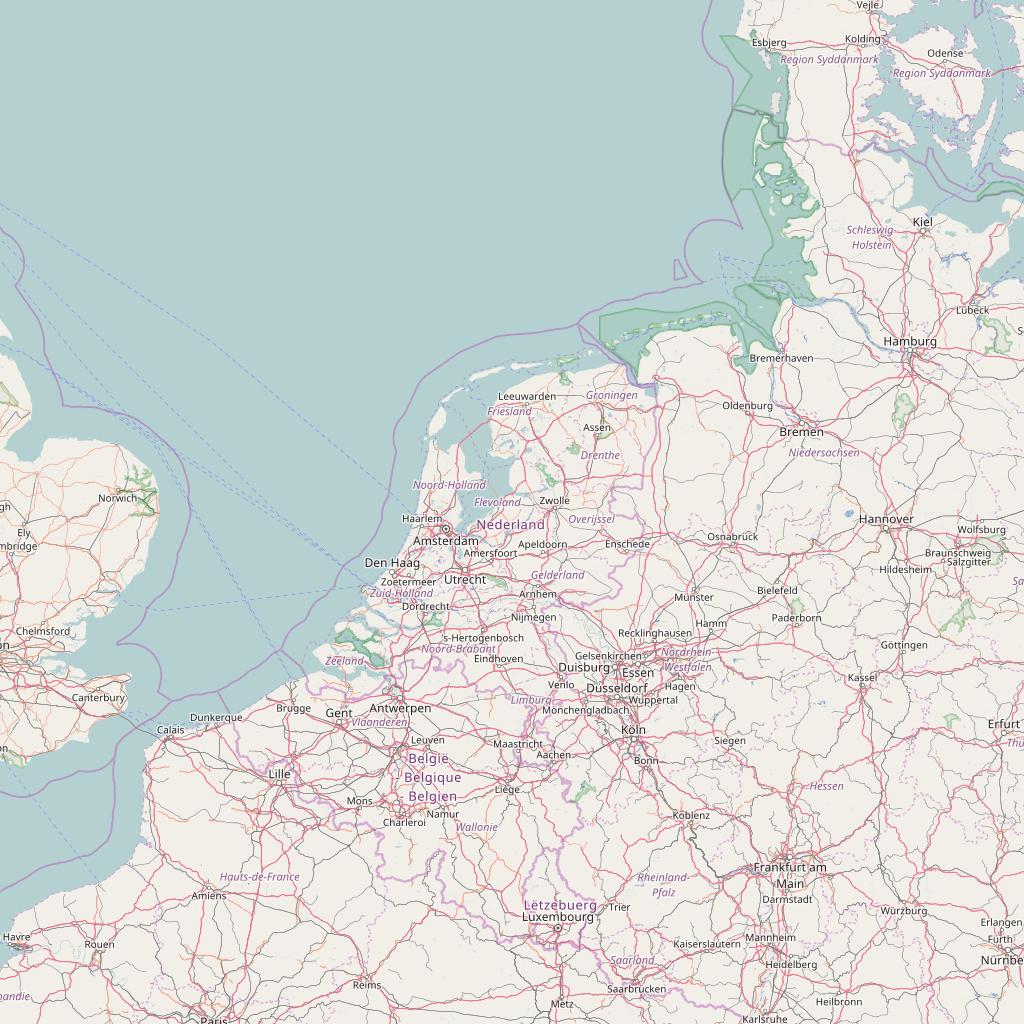 Vejle
Esbjerg
Kolding
Odense
Region Syddanmark
Region Syddanmark
Kiel
Schleswig-
Holstein
Lübeck
Hamburg
Bremerhaven
Leeuwarden
Groningen
Friesland
Oldenburg
Assen
Bremen
Drenthe
Niedersachsen
Noord-Holland
Norwich
Flevoland
Zwolle
Haarlem
Nederland
Overijssel
Hannover
Wolfsburg
Ely
Amsterdam
Apeldoorn
Enschede
Osnabrück
mbridge
Amersfoort
Braunschweig
Salzgitter
Den Haag
Hildesheim
Zoetermeer
Utrecht
Gelderland
Zuid-Holland
Arnhem
Münster
Bielefeld
Dordrecht
Nijmegen
Paderborn
Chelmsford
's-Hertogenbosch
Recklinghausen
Hamm
Noord-Brabant
Göttingen
Zeeland
Eindhoven
Gelsenkirchen
Nordrhein-
Westfalen
Duisburg
Essen
Kassel
Venlo
Düsseldorf
Hagen
Canterbury
Limburg
Wuppertal
Brugge
Antwerpen
Mönchengladbach
Dunkerque
Gent
Vlaanderen
Erfurt
Calais
Köln
Leuven
Maastricht
Siegen
Aachen
België
Belgique
Belgien
Bonn
Lille
Liège
Hessen
Mons
Namur
Koblenz
Charleroi
Wallonie
Frankfurt am
Main
Hauts-de-France
Rheinland-
Pfalz
Amiens
Darmstadt
Lëtzebuerg
Luxembourg
Trier
Würzburg
Erlangen
Havre
Rouen
Kaiserslautern
Mannheim
Furth
Saarland
Heidelberg
Nürnbe
Reims
Saarbrücken
mandie
Metz
Heilbronn
Paris
Karlsruhe